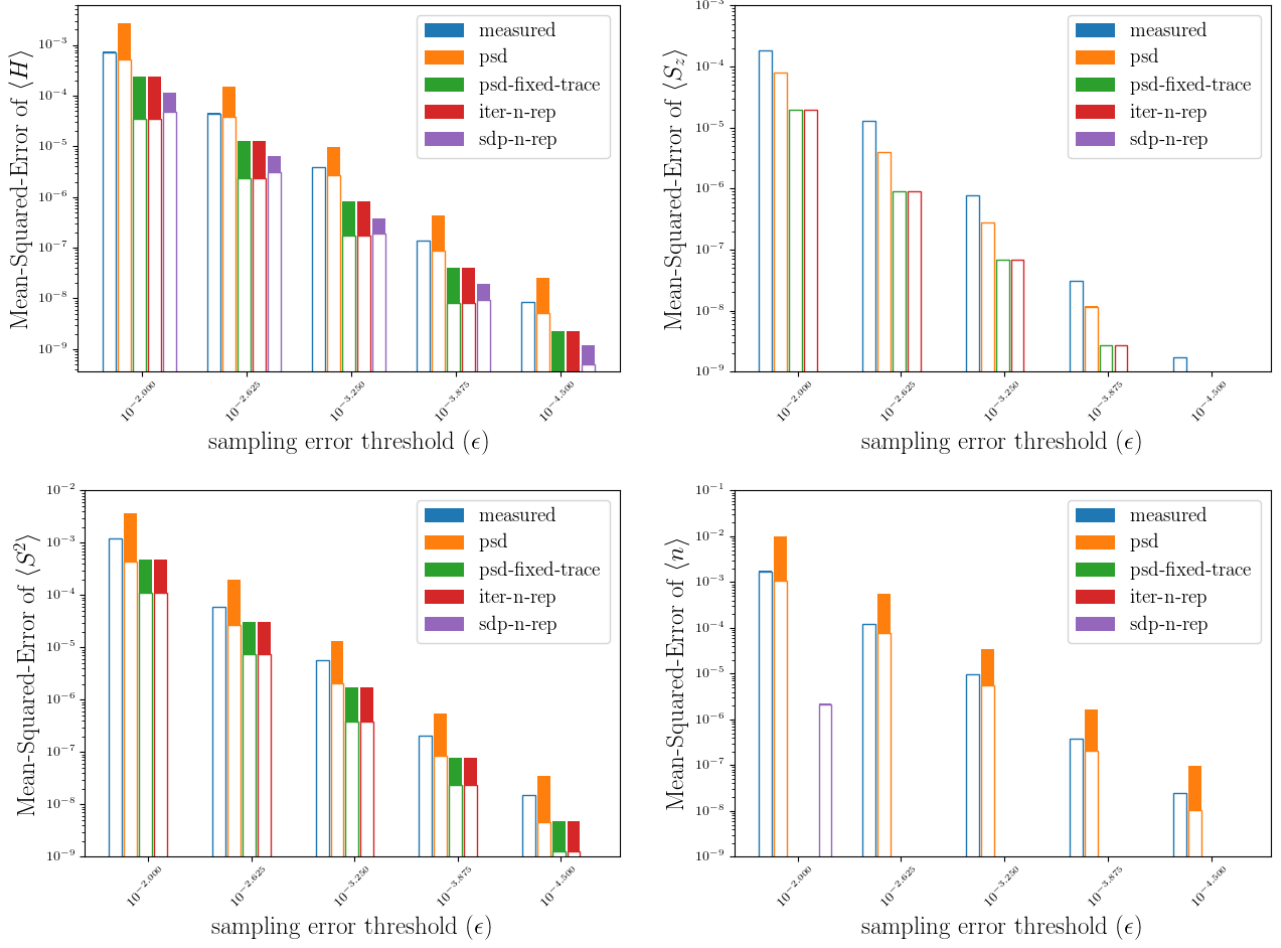 Mean-Squared-Error of ⟨H⟩
10⁻³
10⁻⁴
10⁻⁵
10⁻⁶
10⁻⁷
10⁻⁸
10⁻⁹
measured
psd
psd-fixed-trace
iter-n-rep
sdp-n-rep
10⁻²·⁰⁰⁰ 10⁻²·⁶²⁵ 10⁻³·²⁵⁰ 10⁻³·⁸⁷⁵ 10⁻⁴·⁵⁰⁰
sampling error threshold (ϵ)
Mean-Squared-Error of ⟨S_z⟩
10⁻³
10⁻⁴
10⁻⁵
10⁻⁶
10⁻⁷
10⁻⁸
10⁻⁹
measured
psd
psd-fixed-trace
iter-n-rep
sdp-n-rep
10⁻²·⁰⁰⁰ 10⁻²·⁶²⁵ 10⁻³·²⁵⁰ 10⁻³·⁸⁷⁵ 10⁻⁴·⁵⁰⁰
sampling error threshold (ϵ)
Mean-Squared-Error of ⟨S²⟩
10⁻²
10⁻³
10⁻⁴
10⁻⁵
10⁻⁶
10⁻⁷
10⁻⁸
10⁻⁹
measured
psd
psd-fixed-trace
iter-n-rep
sdp-n-rep
10⁻²·⁰⁰⁰ 10⁻²·⁶²⁵ 10⁻³·²⁵⁰ 10⁻³·⁸⁷⁵ 10⁻⁴·⁵⁰⁰
sampling error threshold (ϵ)
Mean-Squared-Error of ⟨n⟩
10⁻¹
10⁻²
10⁻³
10⁻⁴
10⁻⁵
10⁻⁶
10⁻⁷
10⁻⁸
10⁻⁹
measured
psd
psd-fixed-trace
iter-n-rep
sdp-n-rep
10⁻²·⁰⁰⁰ 10⁻²·⁶²⁵ 10⁻³·²⁵⁰ 10⁻³·⁸⁷⁵ 10⁻⁴·⁵⁰⁰
sampling error threshold (ϵ)